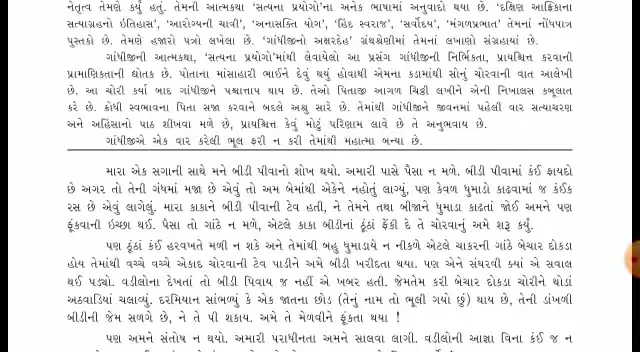 નેતૃત્વ તેમણે કર્યું હતું. તેમની આત્મકથા 'સત્યના પ્રયોગો'ના અનેક ભાષામાં અનુવાદો થયા છે. 'દક્ષિણ આફ્રિકાના
સત્યાગ્રહનો ઇતિહાસ', 'આરોગ્યની ચાવી', 'અનાસક્તિ યોગ', 'હિંદ સ્વરાજ', 'સર્વોદય', 'મંગળપ્રભાત' તેમનાં નોંધપાત્ર
પુસ્તકો છે. તેમણે હજારો પત્રો લખેલા છે. 'ગાંધીજીનો અક્ષરદેહ' ગ્રંથશ્રેણીમાં તેમનાં લખાણો સંગ્રહાયાં છે.
ગાંધીજીની આત્મકથા, 'સત્યના પ્રયોગો'માંથી લેવાયેલો આ પ્રસંગ ગાંધીજીની નિર્ભિકતા, પ્રાયશ્ચિત્ત કરવાની
પ્રામાણિકતાની દ્યોતક છે. પોતાના માંસાહારી ભાઈને દેવું થયું હોવાથી એમના કડામાંથી સોનું ચોરવાની વાત આલેખી
છે. આ ચોરી કર્યા બાદ ગાંધીજીને પશ્ચાત્તાપ થાય છે. તેઓ પિતાજી આગળ ચિઠ્ઠી લખીને એની નિખાલસ કબૂલાત
કરે છે. ક્રોધી સ્વભાવના પિતા સજા કરવાને બદલે અશ્રુ સારે છે. તેમાંથી ગાંધીજીને જીવનમાં પહેલી વાર સત્યાચરણ
અને અહિંસાનો પાઠ શીખવા મળે છે, પ્રાયશ્ચિત્ત કેવું મોટું પરિણામ લાવે છે તે અનુભવાય છે.
ગાંધીજીએ એક વાર કરેલી ભૂલ ફરી ન કરી તેમાંથી મહાત્મા બન્યા છે.
મારા એક સગાની સાથે મને બીડી પીવાનો શોખ થયો. અમારી પાસે પૈસા ન મળે. બીડી પીવામાં કંઈ ફાયદો
છે અગર તો તેની ગંધમાં મજા છે એવું તો અમ બેમાંથી એકેને નહોતું લાગ્યું, પણ કેવળ ધુમાડો કાઢવામાં જ કંઈક
રસ છે એવું લાગેલું. મારા કાકાને બીડી પીવાની ટેવ હતી, ને તેમને તથા બીજાને ધુમાડા કાઢતાં જોઈ અમને પણ
ફૂંકવાની ઇચ્છા થઈ. પૈસા તો ગાંઠે ન મળે, એટલે કાકા બીડીનાં ઠૂંઠાં ફેંકી દે તે ચોરવાનું અમે શરૂ કર્યું.
પણ ઠૂંઠાં કંઈ હરવખતે મળી ન શકે અને તેમાંથી બહુ ધુમાડાયે ન નીકળે એટલે ચાકરની ગાંઠે બેચાર દોકડા
હોય તેમાંથી વચ્ચે વચ્ચે એકાદ ચોરવાની ટેવ પાડીને અમે બીડી ખરીદતા થયા. પણ એને સંઘરવી ક્યાં એ સવાલ
થઈ પડ્યો. વડીલોના દેખતાં તો બીડી પિવાય જ નહીં એ ખબર હતી. જેમતેમ કરી બેચાર દોકડા ચોરીને થોડાં
અઠવાડિયાં ચલાવ્યું. દરમિયાન સાંભળ્યું કે એક જાતના છોડ (તેનું નામ તો ભૂલી ગયો છું) થાય છે, તેની ડાંખળી
બીડીની જેમ સળગે છે, ને તે પી શકાય. અમે તે મેળવીને ફૂંકતા થયા !
પણ અમને સંતોષ ન થયો. અમારી પરાધીનતા અમને સાલવા લાગી. વડીલોની આજ્ઞા વિના કંઈ જ ન